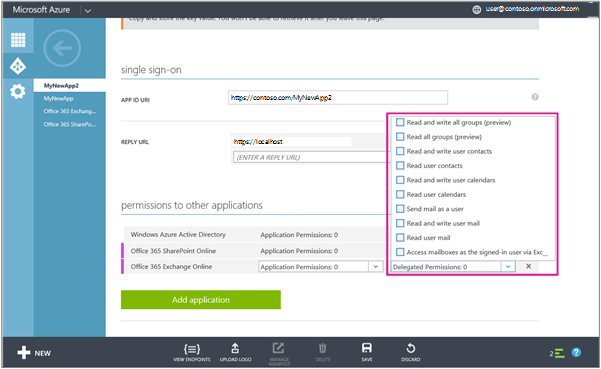 Microsoft Azure
user@contoso.onmicrosoft.com
Copy and store the key value. You won't be able to retrieve it after you leave this page.
MyNewApp2
MyNewApp
Office 365 Exchang...
Office 365 SharePo...
single sign-on
APP ID URI
https://contoso.com/MyNewApp2
REPLY URL
https://localhost
(ENTER A REPLY URL)
Read and write all groups (preview)
Read all groups (preview)
Read and write user contacts
Read user contacts
Read and write user calendars
Read user calendars
Send mail as a user
Read and write user mail
Read user mail
Access mailboxes as the signed-in user via Exc...
permissions to other applications
Windows Azure Active Directory Application Permissions: 0
Office 365 SharePoint Online Application Permissions: 0
Office 365 Exchange Online Application Permissions: 0 Delegated Permissions: 0
Add application
NEW
VIEW ENDPOINTS
UPLOAD LOGO
MANAGE MANIFEST
DELETE
SAVE
DISCARD
2
?